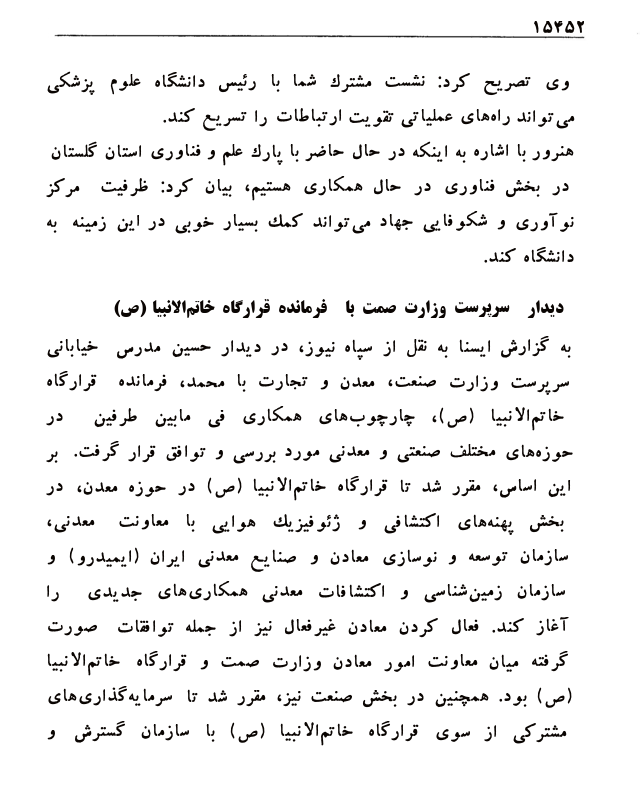 ۱۵۴۵۲
وی تصریح کرد: نشست مشترك شما با رئیس دانشگاه علوم پزشکی
می‌تواند راه‌های عملیاتی تقویت ارتباطات را تسریع کند.
هنرور با اشاره به اینکه در حال حاضر با پارك علم و فناوری استان گلستان
در بخش فناوری در حال همکاری هستیم، بیان کرد: ظرفیت مرکز
نوآوری و شکوفایی جهاد می‌تواند کمك بسیار خوبی در این زمینه به
دانشگاه کند.
دیدار سرپرست وزارت صمت با فرمانده قرارگاه خاتم‌الانبیا (ص)
به گزارش ایسنا به نقل از سپاه نیوز، در دیدار حسین مدرس خیابانی
سرپرست وزارت صنعت، معدن و تجارت با محمد، فرمانده قرارگاه
خاتم‌الانبیا (ص)، چارچوب‌های همکاری فی مابین طرفین در
حوزه‌های مختلف صنعتی و معدنی مورد بررسی و توافق قرار گرفت. بر
این اساس، مقرر شد تا قرارگاه خاتم‌الانبیا (ص) در حوزه معدن، در
بخش پهنه‌های اکتشافی و ژئوفیزیك هوایی با معاونت معدنی،
سازمان توسعه و نوسازی معادن و صنایع معدنی ایران (ایمیدرو) و
سازمان زمین‌شناسی و اکتشافات معدنی همکاری‌های جدیدی را
آغاز کند. فعال کردن معادن غیرفعال نیز از جمله توافقات صورت
گرفته میان معاونت امور معادن وزارت صمت و قرارگاه خاتم‌الانبیا
(ص) بود. همچنین در بخش صنعت نیز، مقرر شد تا سرمایه‌گذاری‌های
مشترکی از سوی قرارگاه خاتم‌الانبیا (ص) با سازمان گسترش و